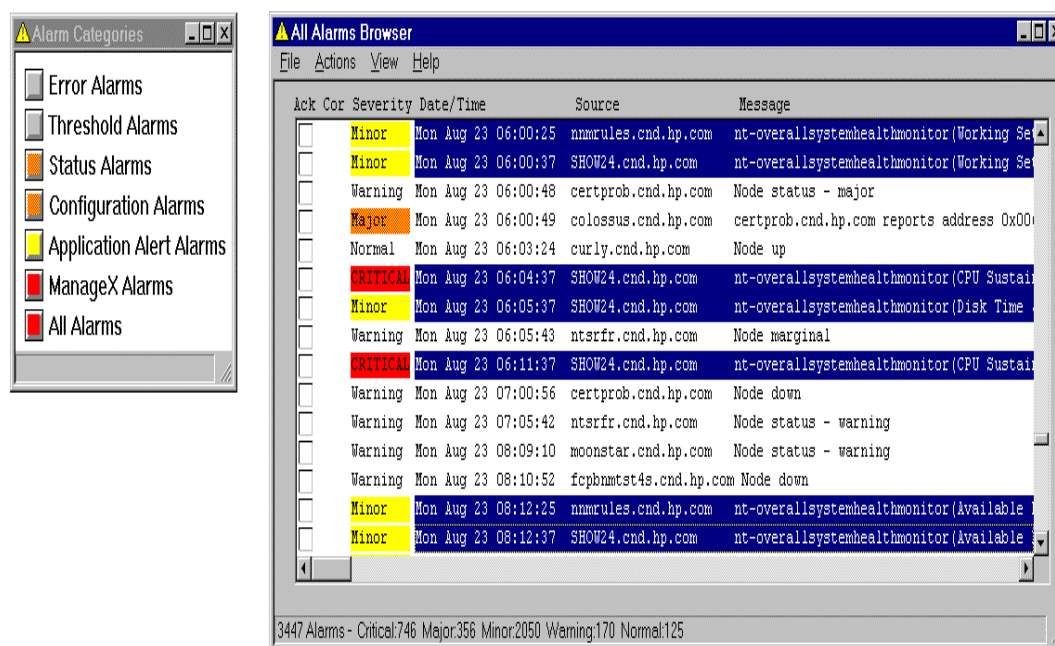 Alarm Categories
Error Alarms
Threshold Alarms
Status Alarms
Configuration Alarms
Application Alert Alarms
ManageX Alarms
All Alarms
All Alarms Browser
File Actions View Help
Ack Cor Severity Date/Time Source Message
Minor Mon Aug 23 06:00:25 nnmrules.cnd.hp.com nt-overallsystemhealthmonitor(Working Se
Minor Mon Aug 23 06:00:37 SHOW24.cnd.hp.com nt-overallsystemhealthmonitor(Working Se
Warning Mon Aug 23 06:00:48 certprob.cnd.hp.com Node status - major
Major Mon Aug 23 06:00:49 colossus.cnd.hp.com certprob.cnd.hp.com reports address 0x00
Normal Mon Aug 23 06:03:24 curly.cnd.hp.com Node up
CRITICAL Mon Aug 23 06:04:37 SHOW24.cnd.hp.com nt-overallsystemhealthmonitor(CPU Sustai
Minor Mon Aug 23 06:05:37 SHOW24.cnd.hp.com nt-overallsystemhealthmonitor(Disk Time
Warning Mon Aug 23 06:05:43 ntsrfr.cnd.hp.com Node marginal
CRITICAL Mon Aug 23 06:11:37 SHOW24.cnd.hp.com nt-overallsystemhealthmonitor(CPU Sustai
Warning Mon Aug 23 07:00:56 certprob.cnd.hp.com Node down
Warning Mon Aug 23 07:05:42 ntsrfr.cnd.hp.com Node status - warning
Warning Mon Aug 23 08:09:10 moonstar.cnd.hp.com Node status - warning
Warning Mon Aug 23 08:10:52 fcpbnmtst4s.cnd.hp.com Node down
Minor Mon Aug 23 08:12:25 nnmrules.cnd.hp.com nt-overallsystemhealthmonitor(Available
Minor Mon Aug 23 08:12:37 SHOW24.cnd.hp.com nt-overallsystemhealthmonitor(Available
3447 Alarms - Critical:746 Major:356 Minor:2050 Warning:170 Normal:125